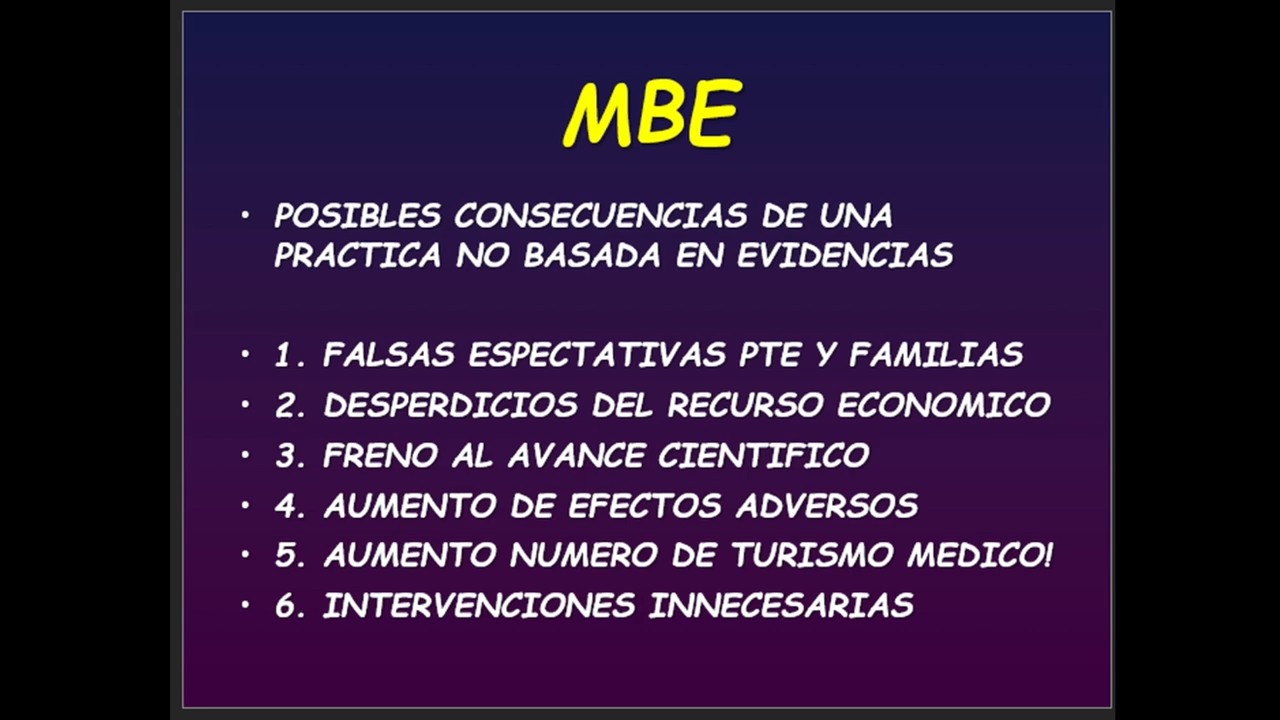 MBE
• POSIBLES CONSECUENCIAS DE UNA
PRACTICA NO BASADA EN EVIDENCIAS
• 1. FALSAS ESPECTATIVAS PTE Y FAMILIAS
• 2. DESPERDICIOS DEL RECURSO ECONOMICO
• 3. FRENO AL AVANCE CIENTIFICO
• 4. AUMENTO DE EFECTOS ADVERSOS
• 5. AUMENTO NUMERO DE TURISMO MEDICO!
• 6. INTERVENCIONES INNECESARIAS